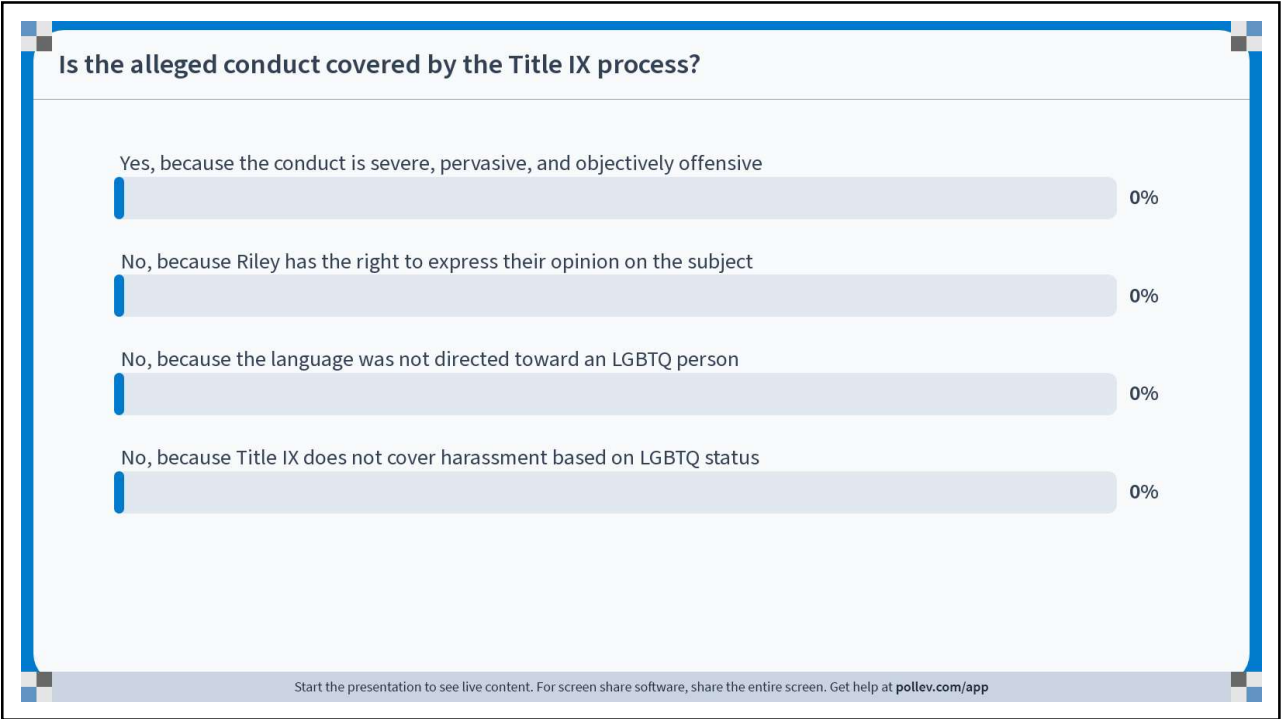 Is the alleged conduct covered by the Title IX process?
Yes, because the conduct is severe, pervasive, and objectively offensive
0%
No, because Riley has the right to express their opinion on the subject
0%
No, because the language was not directed toward an LGBTQ person
0%
No, because Title IX does not cover harassment based on LGBTQ status
0%
Start the presentation to see live content. For screen share software, share the entire screen. Get help at pollev.com/app